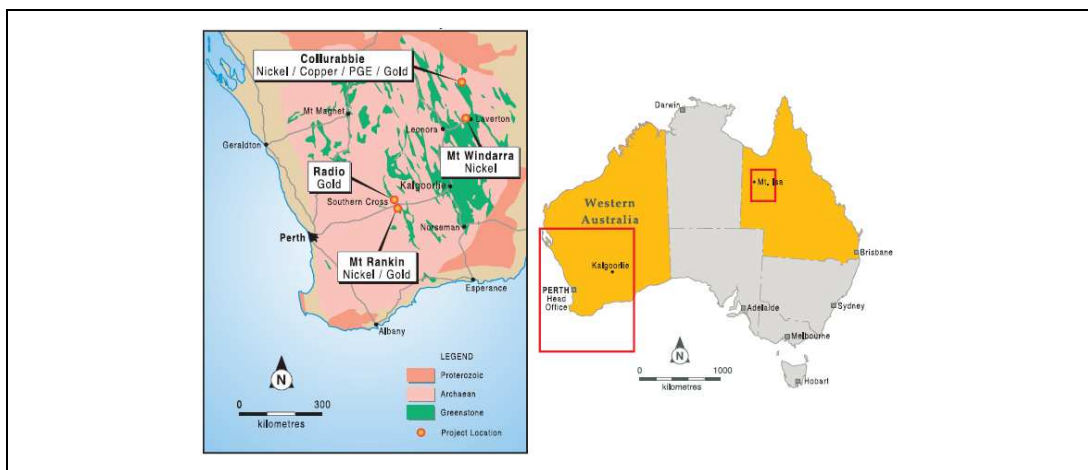 Collurabbie
Nickel / Copper / PGE / Gold
Mt Magnet
Leonora
Laverton
Geraldton
Mt Windarra
Nickel
Radio
Gold
Kalgoorlie
Southern Cross
Perth
Norseman
Mt Rankin
Nickel / Gold
Esperance
Albany
N
0 300
kilometres
LEGEND
Proterozoic
Archaean
Greenstone
Project Location
Darwin
Mt. Isa
Western
Australia
Brisbane
Kalgoorlie
PERTH
Head
Office
Adelaide
Sydney
Melbourne
N
0 1000
kilometres
Hobart